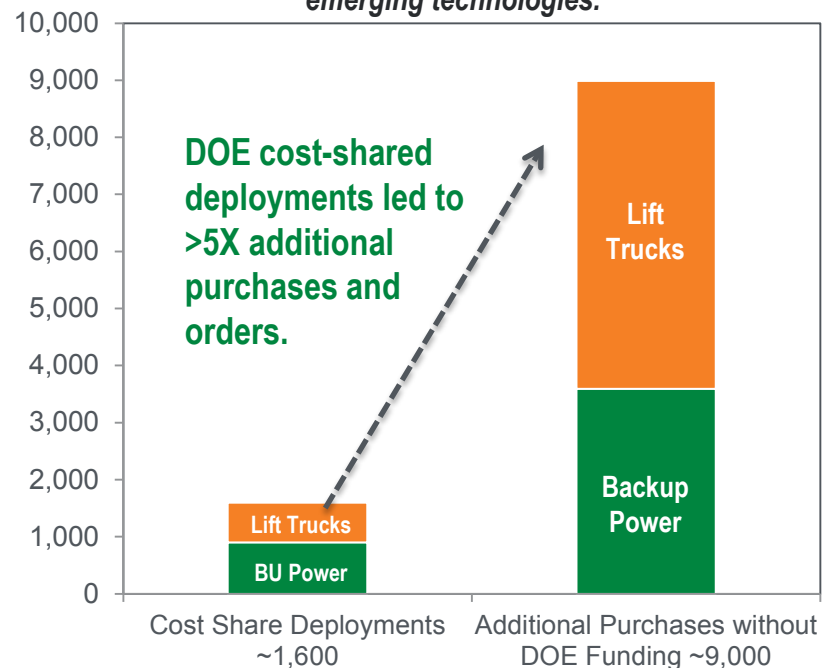 emerging technologies.
10,000
9,000
8,000
7,000
6,000
5,000
4,000
3,000
2,000
1,000
0
DOE cost-shared
deployments led to
>5X additional
purchases and
orders.
Lift
Trucks
Backup
Power
Lift Trucks
BU Power
Cost Share Deployments
~1,600
Additional Purchases without
DOE Funding ~9,000